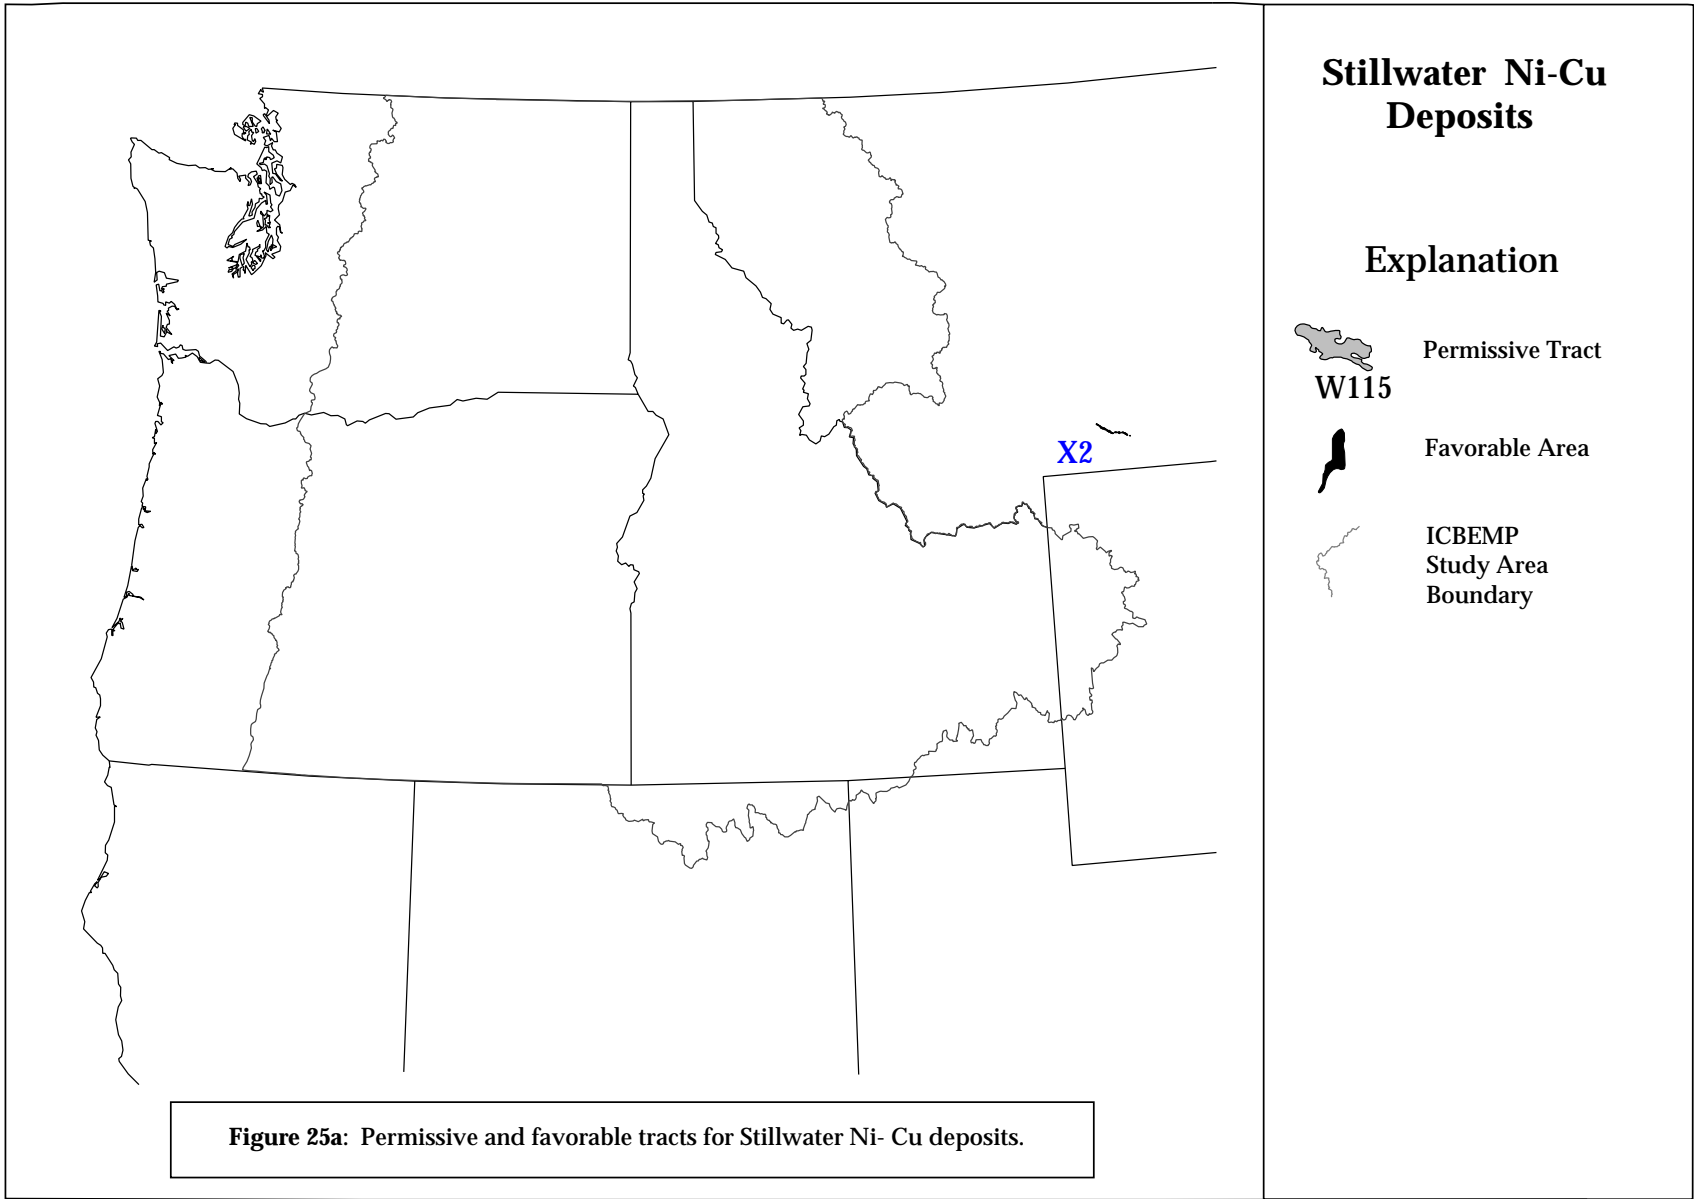 Stillwater Ni-Cu
Deposits
Explanation
Permissive Tract
W115
Favorable Area
ICBEMP
Study Area
Boundary
X2
Figure 25a: Permissive and favorable tracts for Stillwater Ni- Cu deposits.